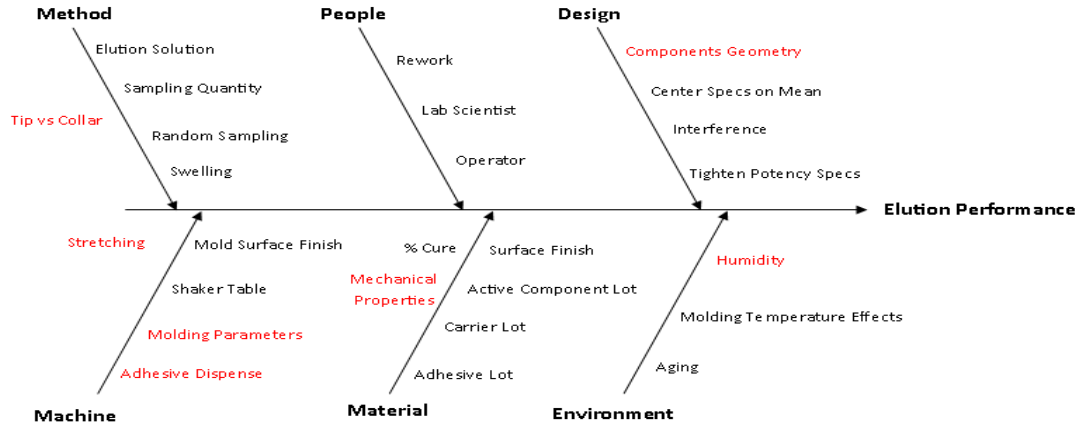 Method
People
Design
Elution Solution
Sampling Quantity
Tip vs Collar
Random Sampling
Swelling
Rework
Lab Scientist
Operator
Components Geometry
Center Specs on Mean
Interference
Tighten Potency Specs
Elution Performance
Stretching
Mold Surface Finish
Shaker Table
Molding Parameters
Adhesive Dispense
% Cure
Surface Finish
Mechanical
Properties
Active Component Lot
Carrier Lot
Adhesive Lot
Humidity
Molding Temperature Effects
Aging
Machine
Material
Environment